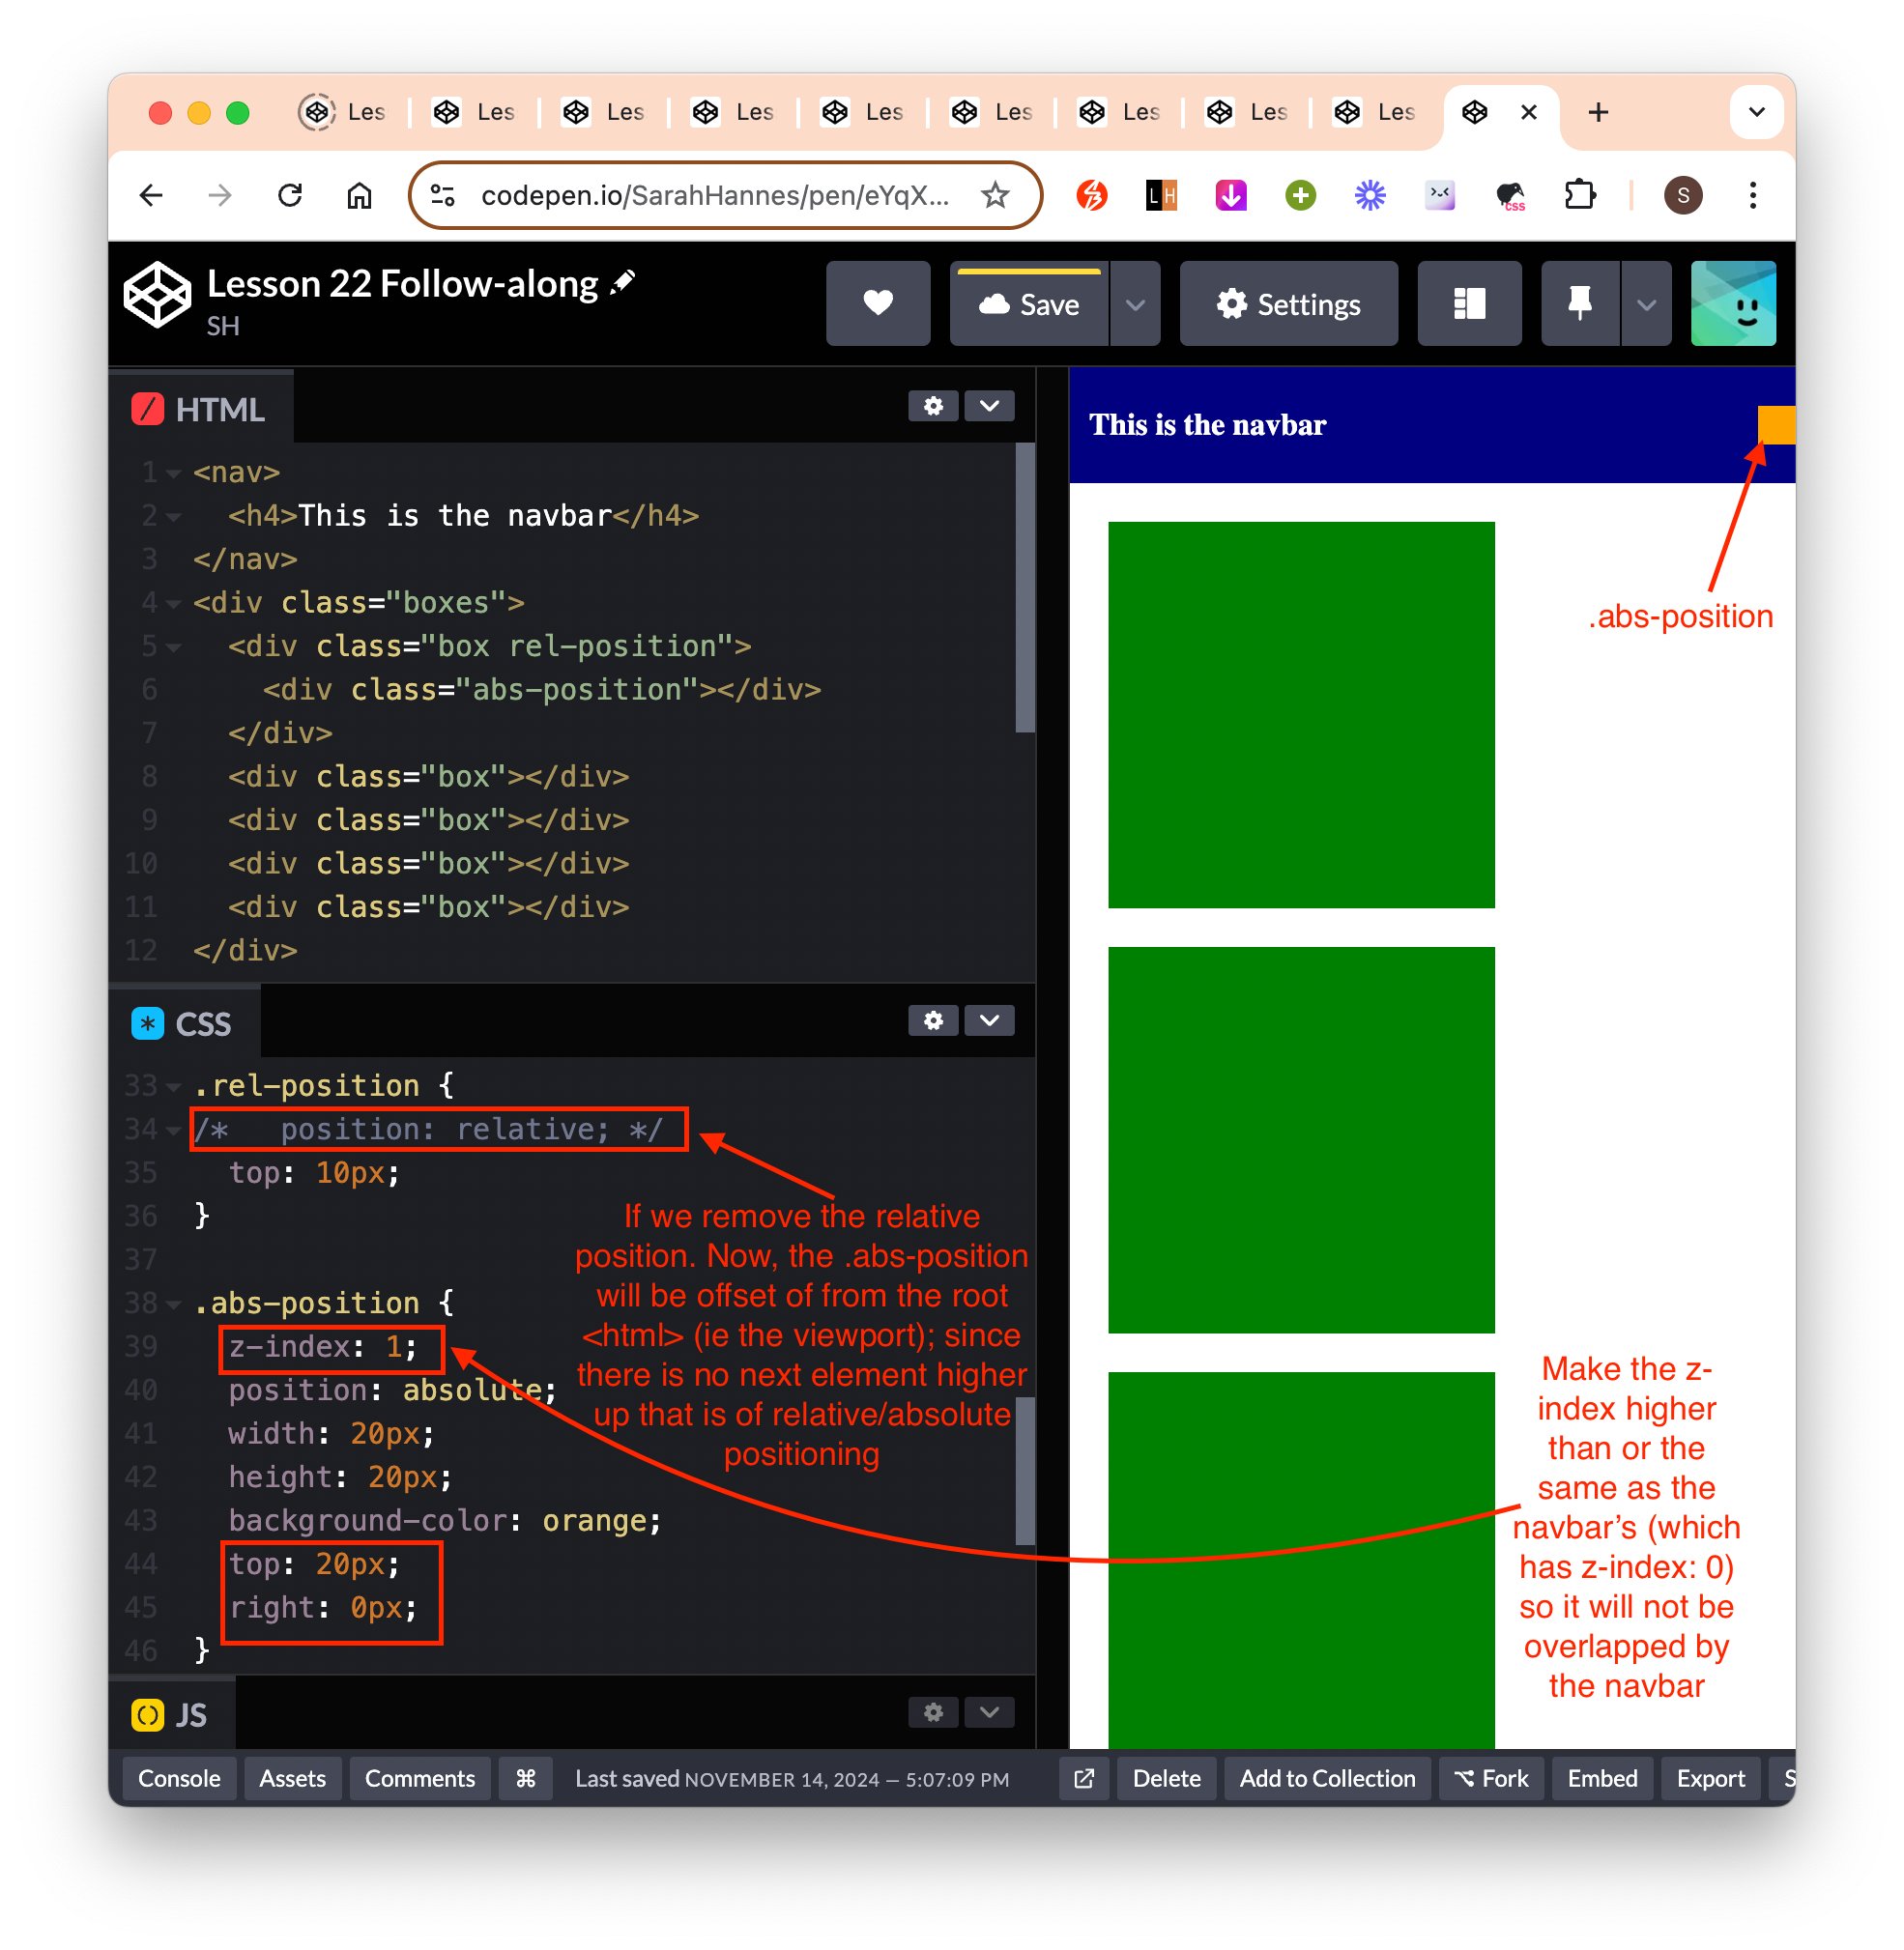 Les
Les
Les
Les
Les
Les
Les
Les
Les
codepen.io/SarahHannes/pen/eYqX...
LH
css
S
Lesson 22 Follow-along
SH
Save
Settings
HTML
1 <nav>
2 <h4>This is the navbar</h4>
3 </nav>
4 <div class="boxes">
5 <div class="box rel-position">
6 <div class="abs-position"></div>
7 </div>
8 <div class="box"></div>
9 <div class="box"></div>
10 <div class="box"></div>
11 <div class="box"></div>
12 </div>
CSS
33 .rel-position {
34 /* position: relative; */
35 top: 10px;
36 }
37
38 .abs-position {
39 z-index: 1;
40 position: absolute;
41 width: 20px;
42 height: 20px;
43 background-color: orange;
44 top: 20px;
45 right: 0px;
46 }
If we remove the relative
position. Now, the .abs-position
will be offset of from the root
<html> (ie the viewport); since
there is no next element higher
up that is of relative/absolute
positioning
JS
This is the navbar
.abs-position
Make the z-
index higher
than or the
same as the
navbar’s (which
has z-index: 0)
so it will not be
overlapped by
the navbar
Console
Assets
Comments
⌘
Last saved NOVEMBER 14, 2024 — 5:07:09 PM
Delete
Add to Collection
Fork
Embed
Export
S